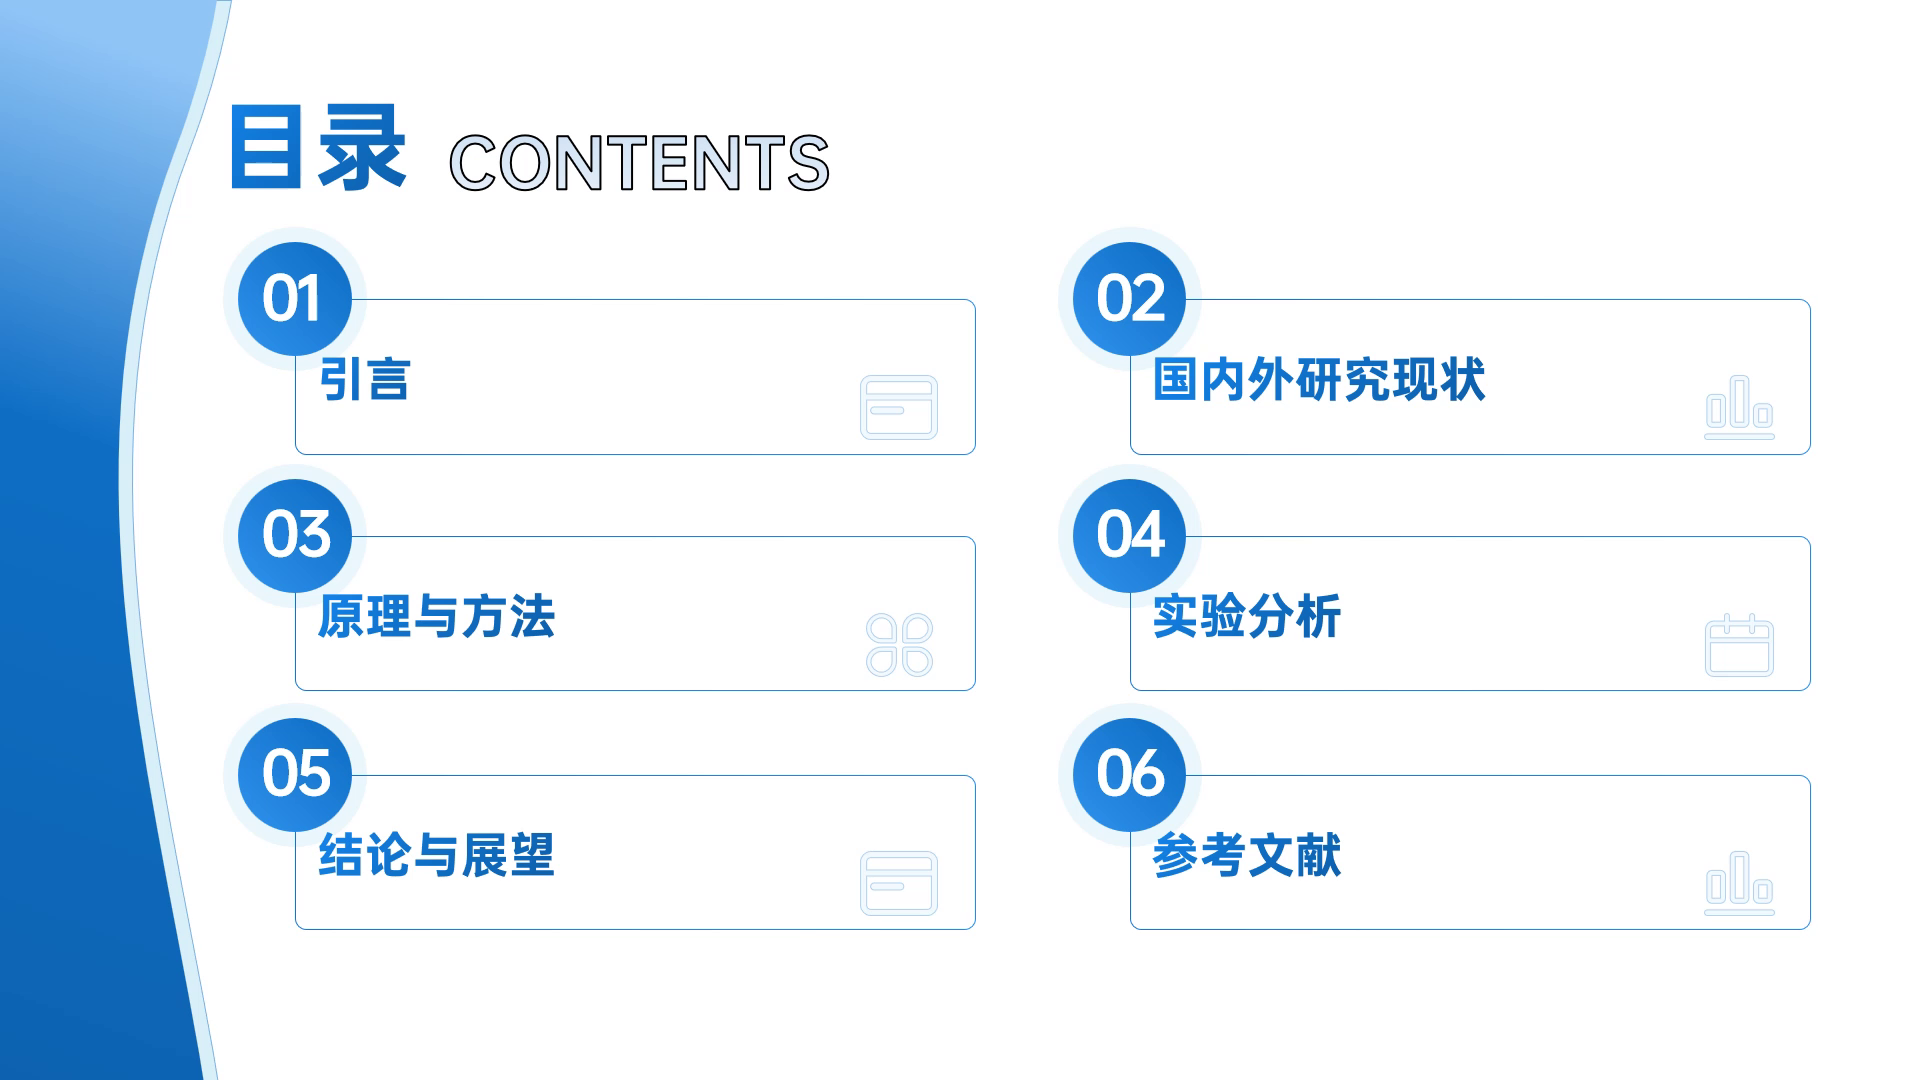 目录 CONTENTS
01
引言
02
国内外研究现状
03
原理与方法
04
实验分析
05
结论与展望
06
参考文献